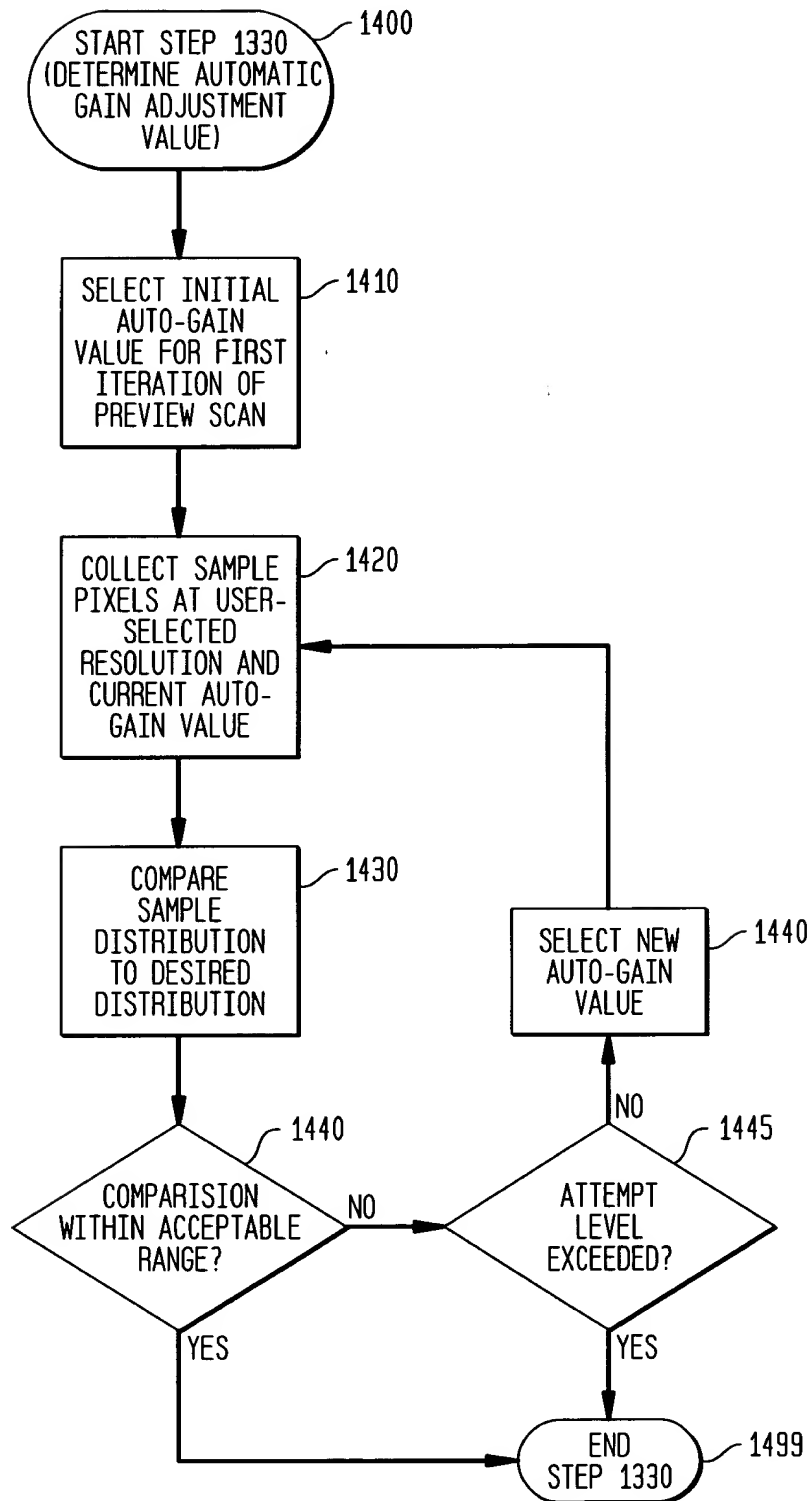 START STEP 1330
(DETERMINE AUTOMATIC
GAIN ADJUSTMENT
VALUE)
1400
SELECT INITIAL
AUTO-GAIN
VALUE FOR FIRST
ITERATION OF
PREVIEW SCAN
1410
COLLECT SAMPLE
PIXELS AT USER-
SELECTED
RESOLUTION AND
CURRENT AUTO-
GAIN VALUE
1420
COMPARE
SAMPLE
DISTRIBUTION
TO DESIRED
DISTRIBUTION
1430
SELECT NEW
AUTO-GAIN
VALUE
1440
COMPARISION
WITHIN ACCEPTABLE
RANGE?
1440
NO
YES
ATTEMPT
LEVEL
EXCEEDED?
1445
NO
YES
END
STEP 1330
1499